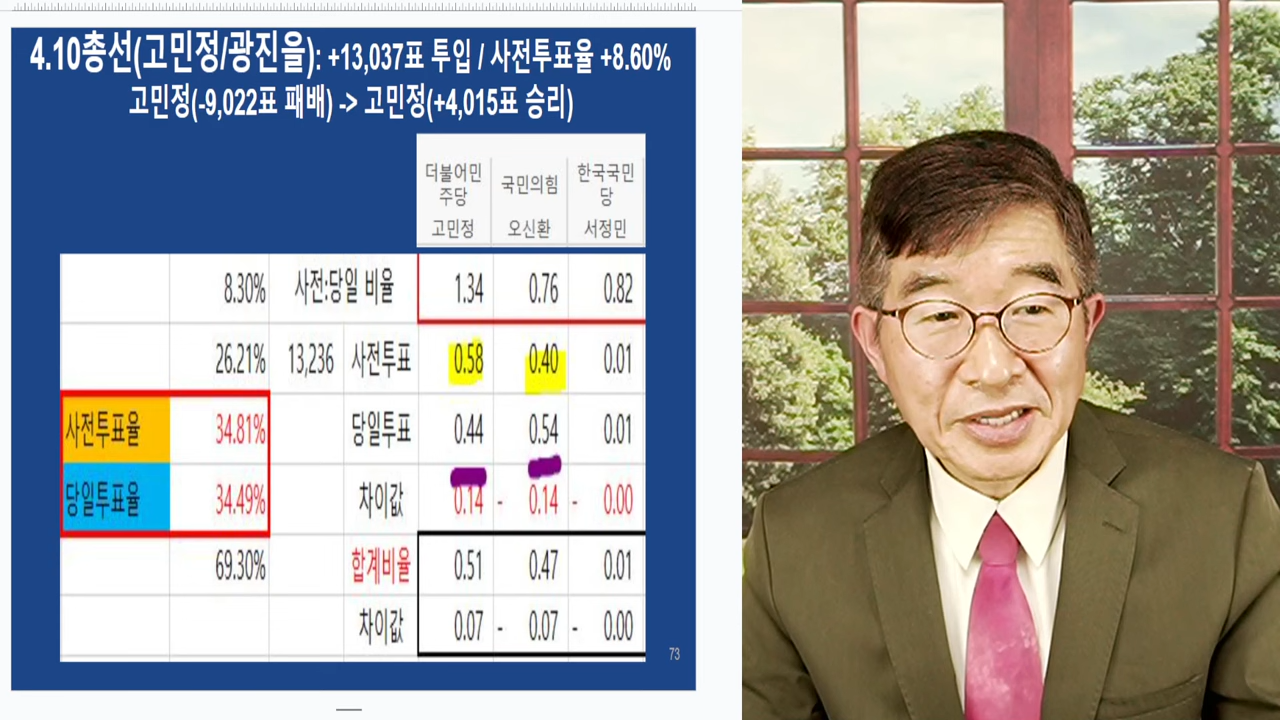 4.10총선(고민정/광진을): +13,037표 투입 / 사전투표율 +8.60%
고민정(-9,022표 패배) -> 고민정(+4,015표 승리)
더불어민주당 국민의힘 한국국민당
고민정 오신환 서정민
8.30% 사전:당일 비율 1.34 0.76 0.82
26.21% 13,236 사전투표 0.58 0.40 0.01
사전투표율 34.81% 당일투표 0.44 0.54 0.01
당일투표율 34.49% 차이값 0.14 - 0.14 - 0.00
69.30% 합계비율 0.51 0.47 0.01
차이값 0.07 - 0.07 - 0.00
73